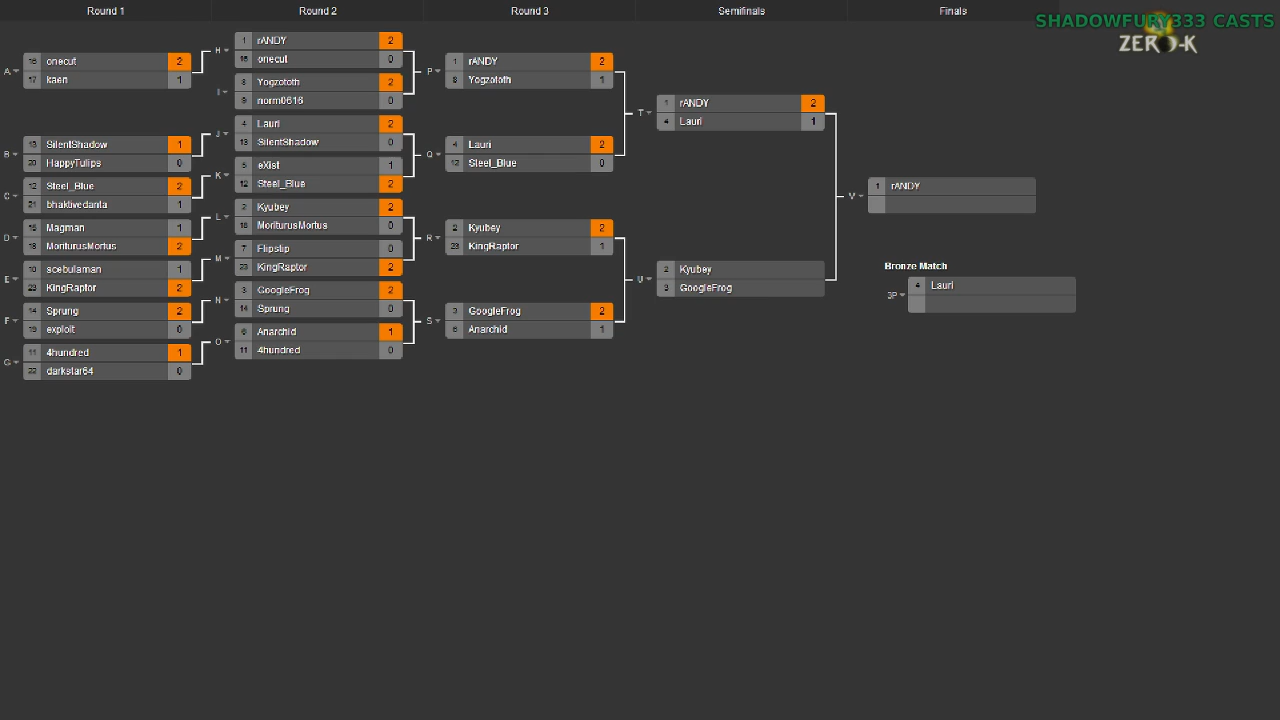 Round 1 Round 2 Round 3 Semifinals Finals
SHADOWFURY333 CASTS
ZERO-K
A 16 onecut 2
17 kaen 1
B 13 SilentShadow 1
20 HappyTulips 0
C 12 Steel_Blue 2
21 bhaktivedanta 1
D 15 Magman 1
18 MoriturusMortus 2
E 10 scebulaman 1
23 KingRaptor 2
F 14 Sprung 2
19 exploit 0
G 11 4hundred 1
22 darkstar64 0
H 1 rANDY 2
16 onecut 0
I 8 Yogzototh 2
9 norm0616 0
J 4 Lauri 2
13 SilentShadow 0
K 5 eXist 1
12 Steel_Blue 2
L 2 Kyubey 2
18 MoriturusMortus 0
M 7 Flipstip 0
23 KingRaptor 2
N 3 GoogleFrog 2
14 Sprung 0
O 6 Anarchid 1
11 4hundred 0
P 1 rANDY 2
8 Yogzototh 1
Q 4 Lauri 2
12 Steel_Blue 0
R 2 Kyubey 2
23 KingRaptor 1
S 3 GoogleFrog 2
6 Anarchid 1
T 1 rANDY 2
4 Lauri 1
U 2 Kyubey
3 GoogleFrog
V 1 rANDY
Bronze Match
3P 4 Lauri